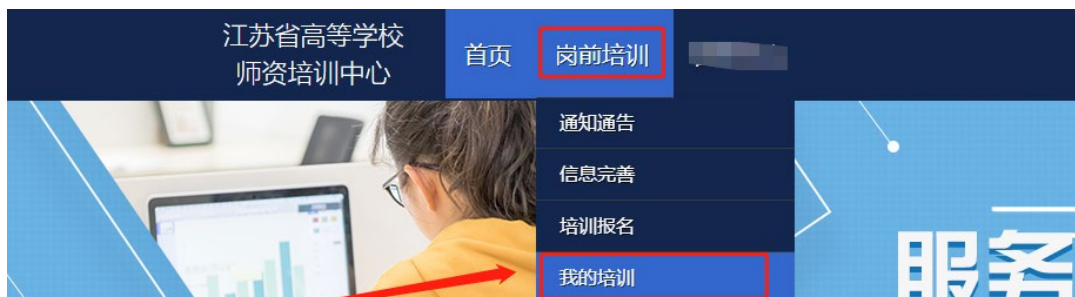 江苏省高等学校
师资培训中心
首页
岗前培训
通知通告
信息完善
培训报名
我的培训
服务